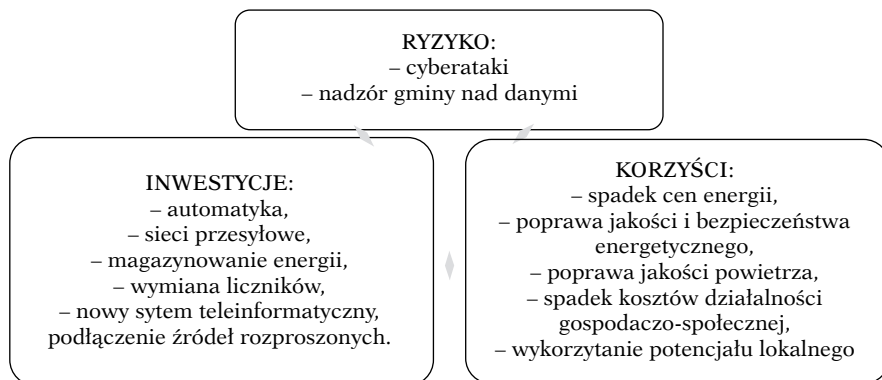 RYZYKO:
– cyberataki
– nadzór gminy nad danymi
INWESTYCJE:
– automatyka,
– sieci przesyłowe,
– magazynowanie energii,
– wymiana liczników,
– nowy sytem teleinformatyczny,
podłączenie źródeł rozproszonych.
KORZYŚCI:
– spadek cen energii,
– poprawa jakości i bezpieczeństwa
energetycznego,
– poprawa jakości powietrza,
– spadek kosztów działalności
gospodaczo-społecznej,
– wykorzytanie potencjału lokalnego